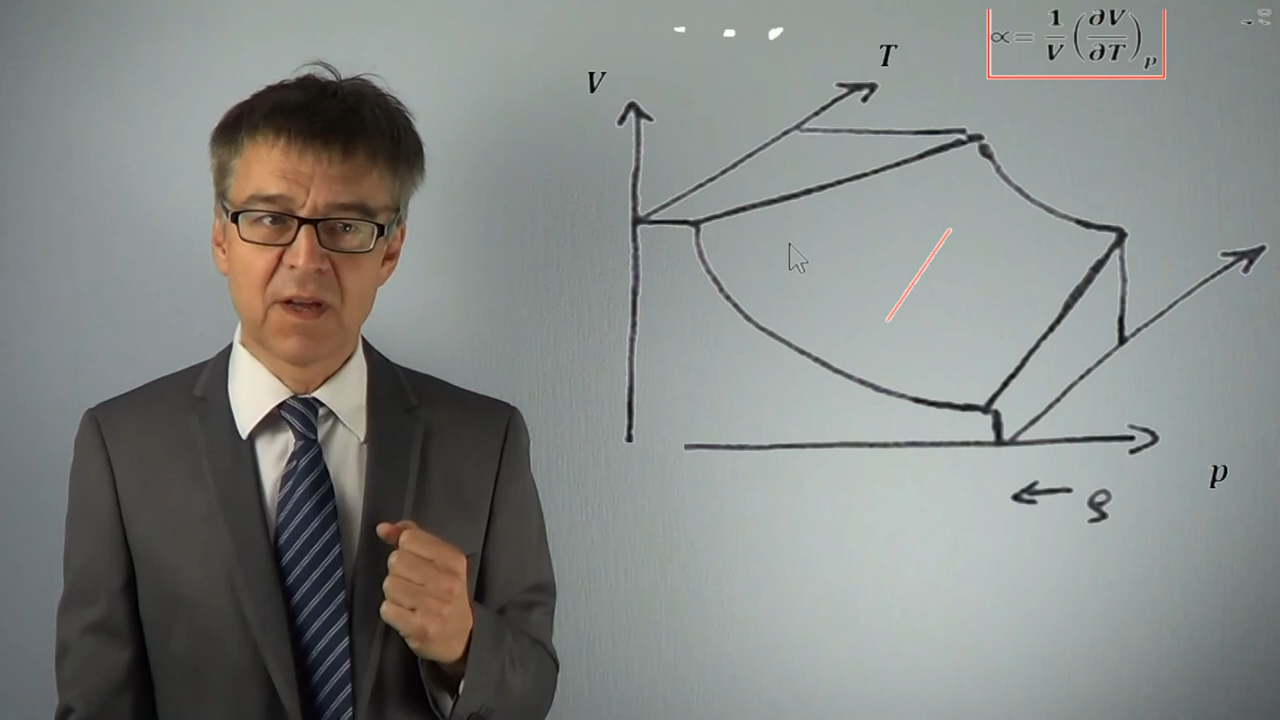 V
T
∝= 1/V (∂V/∂T)_p
p
← ϱ